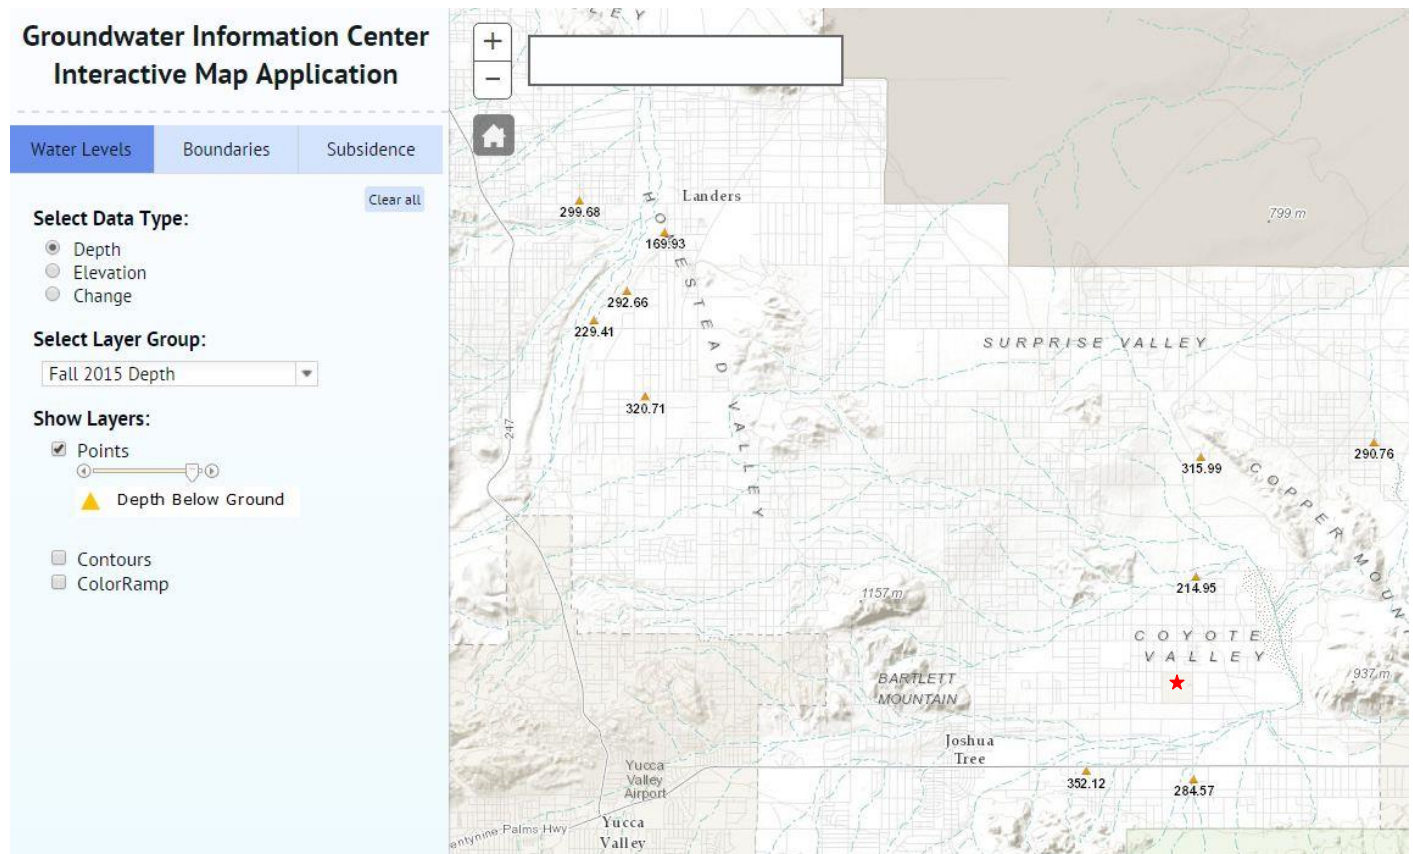 Groundwater Information Center
Interactive Map Application
Water Levels
Boundaries
Subsidence
Clear all
Select Data Type:
Depth
Elevation
Change
Select Layer Group:
Fall 2015 Depth
Show Layers:
Points
Depth Below Ground
Contours
ColorRamp
+
−
Landers
299.68
169.93
292.66
229.41
320.71
HOMESTEAD VALLEY
247
799 m
SURPRISE VALLEY
315.99
290.76
COPPER
214.95
1157 m
COYOTE
VALLEY
BARTLETT
MOUNTAIN
937 m
Joshua
Tree
352.12
284.57
Yucca
Valley
Airport
Palms Hwy
Yucca
Valley